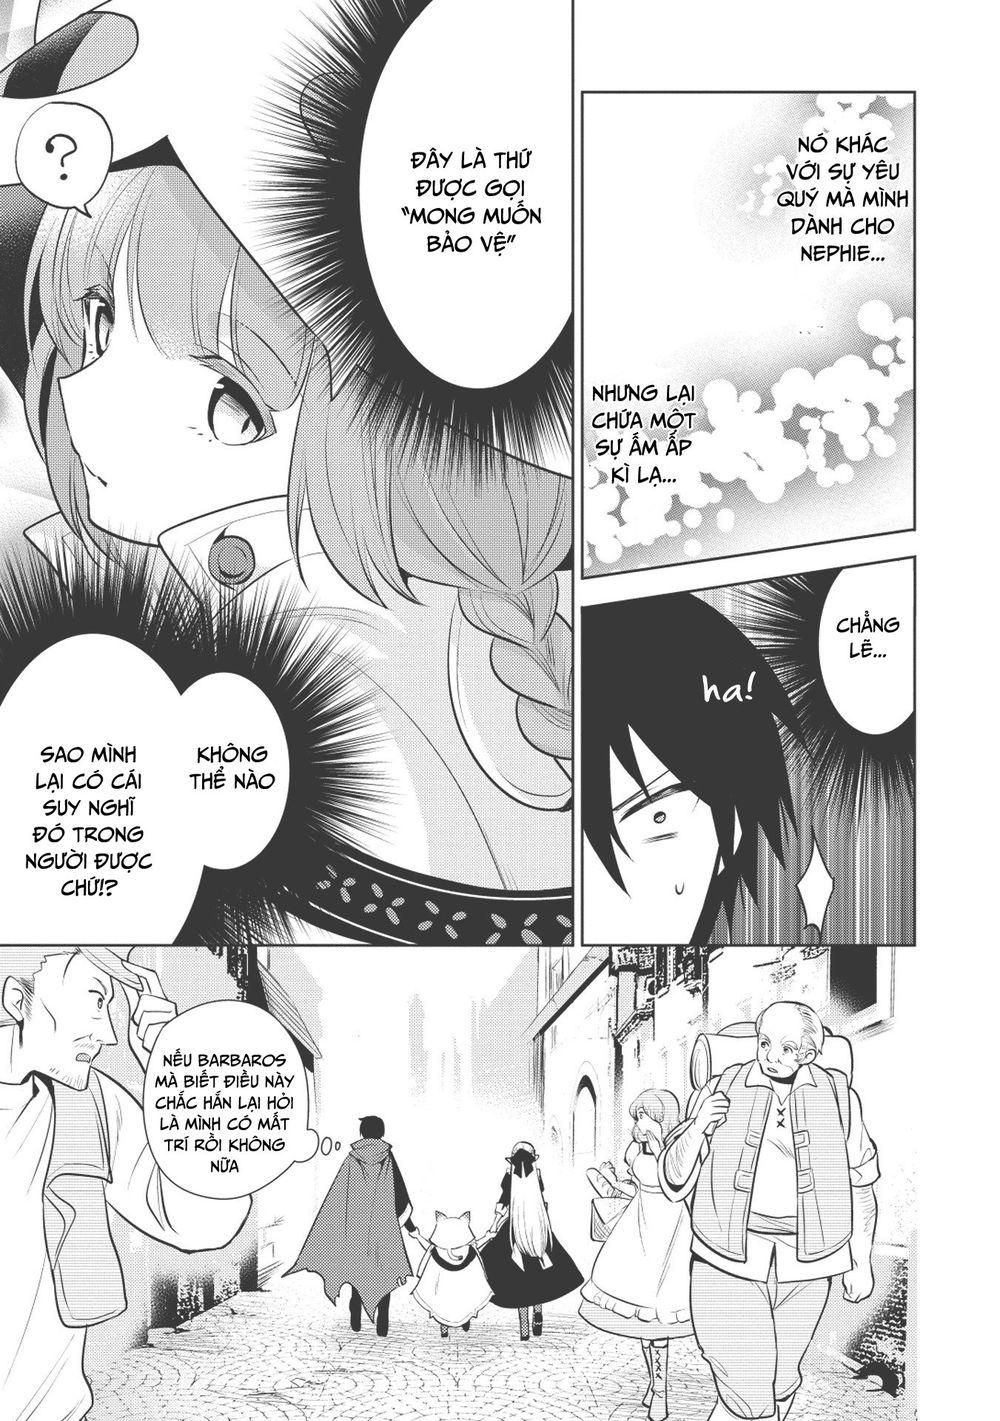 NÓ KHÁC
VỚI SỰ YÊU
QUÝ MÀ MÌNH
DÀNH CHO
NEPHIE...
NHƯNG LẠI
CHỨA MỘT
SỰ ẤM ÁP
KÌ LẠ...
CHẲNG
LẼ...
ha!
ĐÂY LÀ THỨ
ĐƯỢC GỌI
"MONG MUỐN
BẢO VỆ"
?
KHÔNG
THỂ NÀO
SAO MÌNH
LẠI CÓ CÁI
SUY NGHĨ
ĐÓ TRONG
NGƯỜI ĐƯỢC
CHỨ!?
NẾU BARBAROS
MÀ BIẾT ĐIỀU NÀY
CHẮC HẲN LẠI HỎI
LÀ MÌNH CÓ MẤT
TRÍ RỒI KHÔNG
NỮA